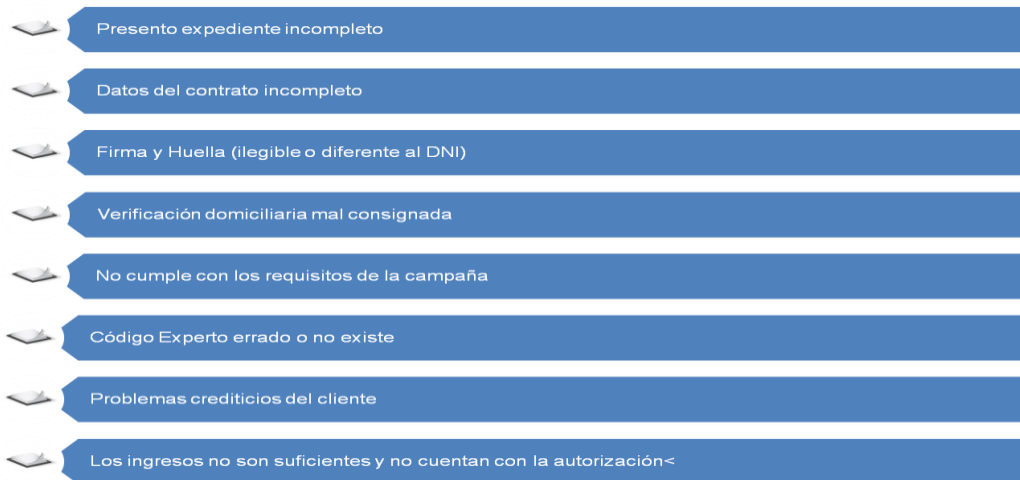 Presento expediente incompleto
Datos del contrato incompleto
Firma y Huella (ilegible o diferente al DNI)
Verificación domiciliaria mal consignada
No cumple con los requisitos de la campaña
Código Experto errado o no existe
Problemas crediticios del cliente
Los ingresos no son suficientes y no cuentan con la autorización<